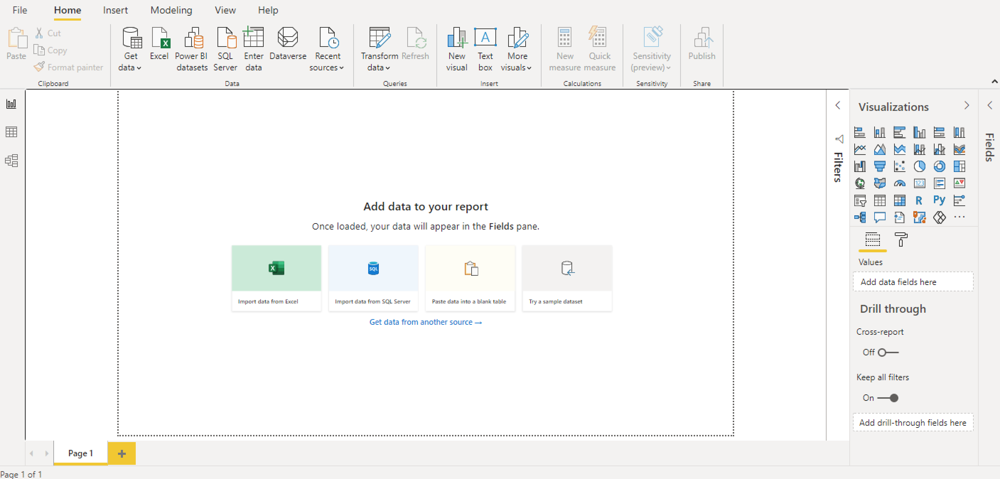 File Home Insert Modeling View Help
Paste
Cut
Copy
Format painter
Clipboard
Get data
Excel
Power BI datasets
SQL Server
Enter data
Dataverse
Recent sources
Data
Transform data
Refresh
Queries
New visual
Text box
More visuals
Insert
New measure
Quick measure
Calculations
Sensitivity (preview)
Sensitivity
Publish
Share
Add data to your report
Once loaded, your data will appear in the Fields pane.
Import data from Excel
Import data from SQL Server
Paste data into a blank table
Try a sample dataset
Get data from another source →
Filters
Visualizations
123
R
Py
Values
Add data fields here
Drill through
Cross-report
Off
Keep all filters
On
Add drill-through fields here
Fields
Page 1
Page 1 of 1
A
X
X
SQL